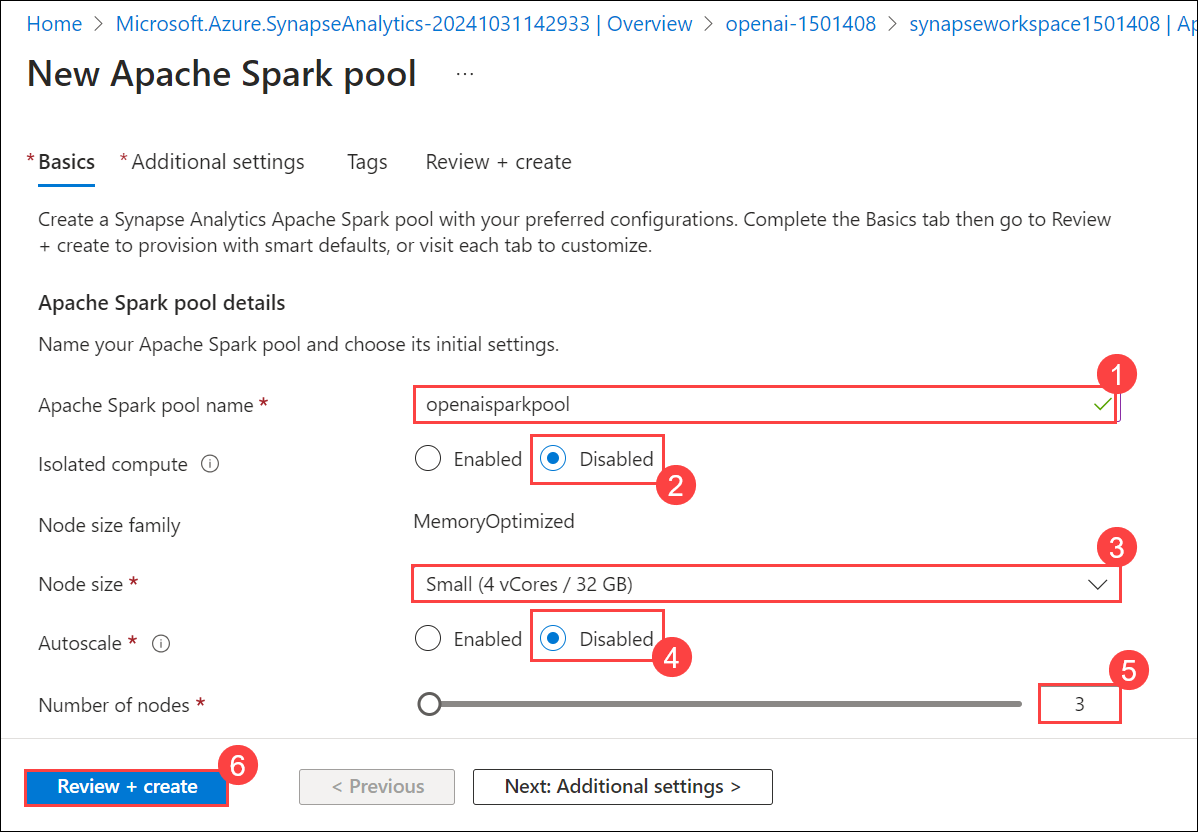 Home > Microsoft.Azure.SynapseAnalytics-20241031142933 | Overview > openai-1501408 > synapseworkspace1501408 | Ap
New Apache Spark pool ...
* Basics * Additional settings Tags Review + create
Create a Synapse Analytics Apache Spark pool with your preferred configurations. Complete the Basics tab then go to Review
+ create to provision with smart defaults, or visit each tab to customize.
Apache Spark pool details
Name your Apache Spark pool and choose its initial settings.
1
Apache Spark pool name * openaisparkpool
Isolated compute Enabled Disabled
2
Node size family MemoryOptimized
3
Node size * Small (4 vCores / 32 GB)
Autoscale * Enabled Disabled
4
5
Number of nodes * 3
6
Review + create < Previous Next: Additional settings >